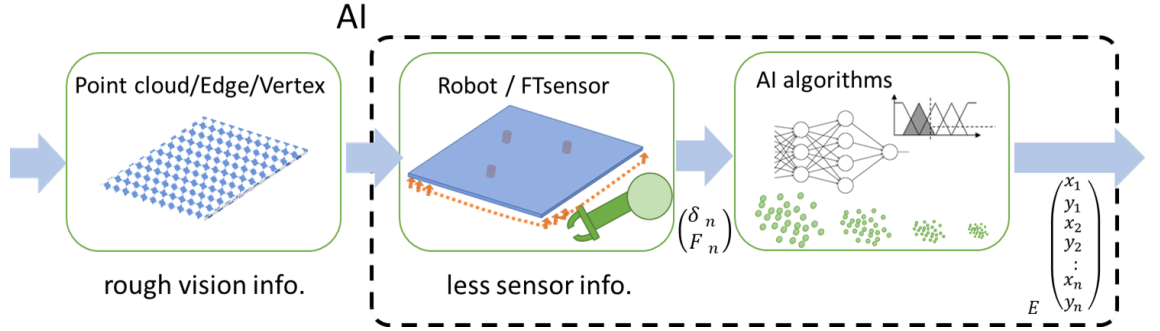 AI
Point cloud/Edge/Vertex
Robot / FTsensor
AI algorithms
δ n
F n
x1
y1
x2
y2
:
xn
yn
E
rough vision info.
less sensor info.